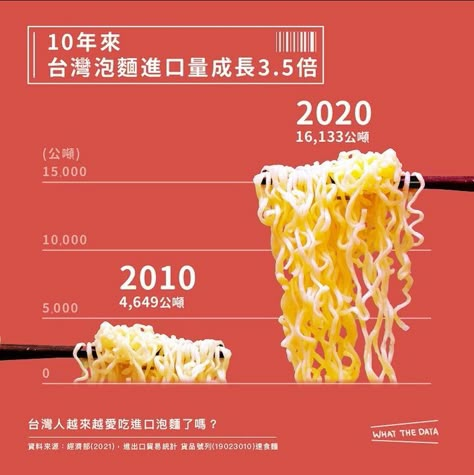 10年來
台灣泡麵進口量成長3.5倍
2020
16,133公噸
(公噸)
15,000
10,000
2010
4,649公噸
5,000
0
台灣人越來越愛吃進口泡麵了嗎？
資料來源：經濟部(2021)，進出口貿易統計 貨品號列(19023010)速食麵
WHAT THE DATA